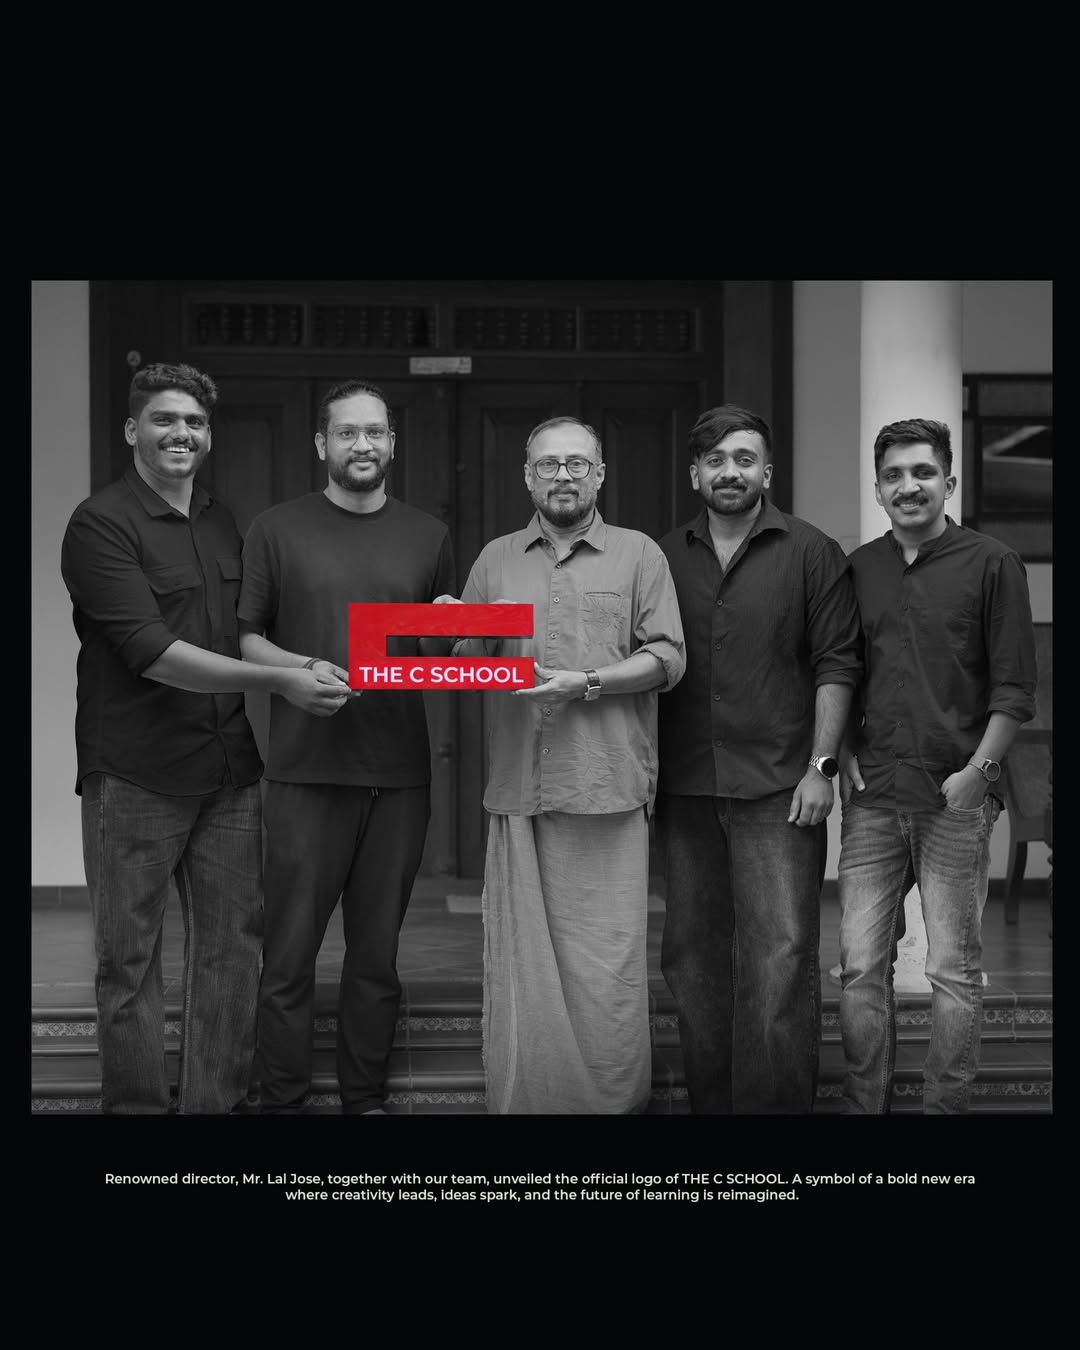 THE C SCHOOL
Renowned director, Mr. Lal Jose, together with our team, unveiled the official logo of THE C SCHOOL. A symbol of a bold new era
where creativity leads, ideas spark, and the future of learning is reimagined.